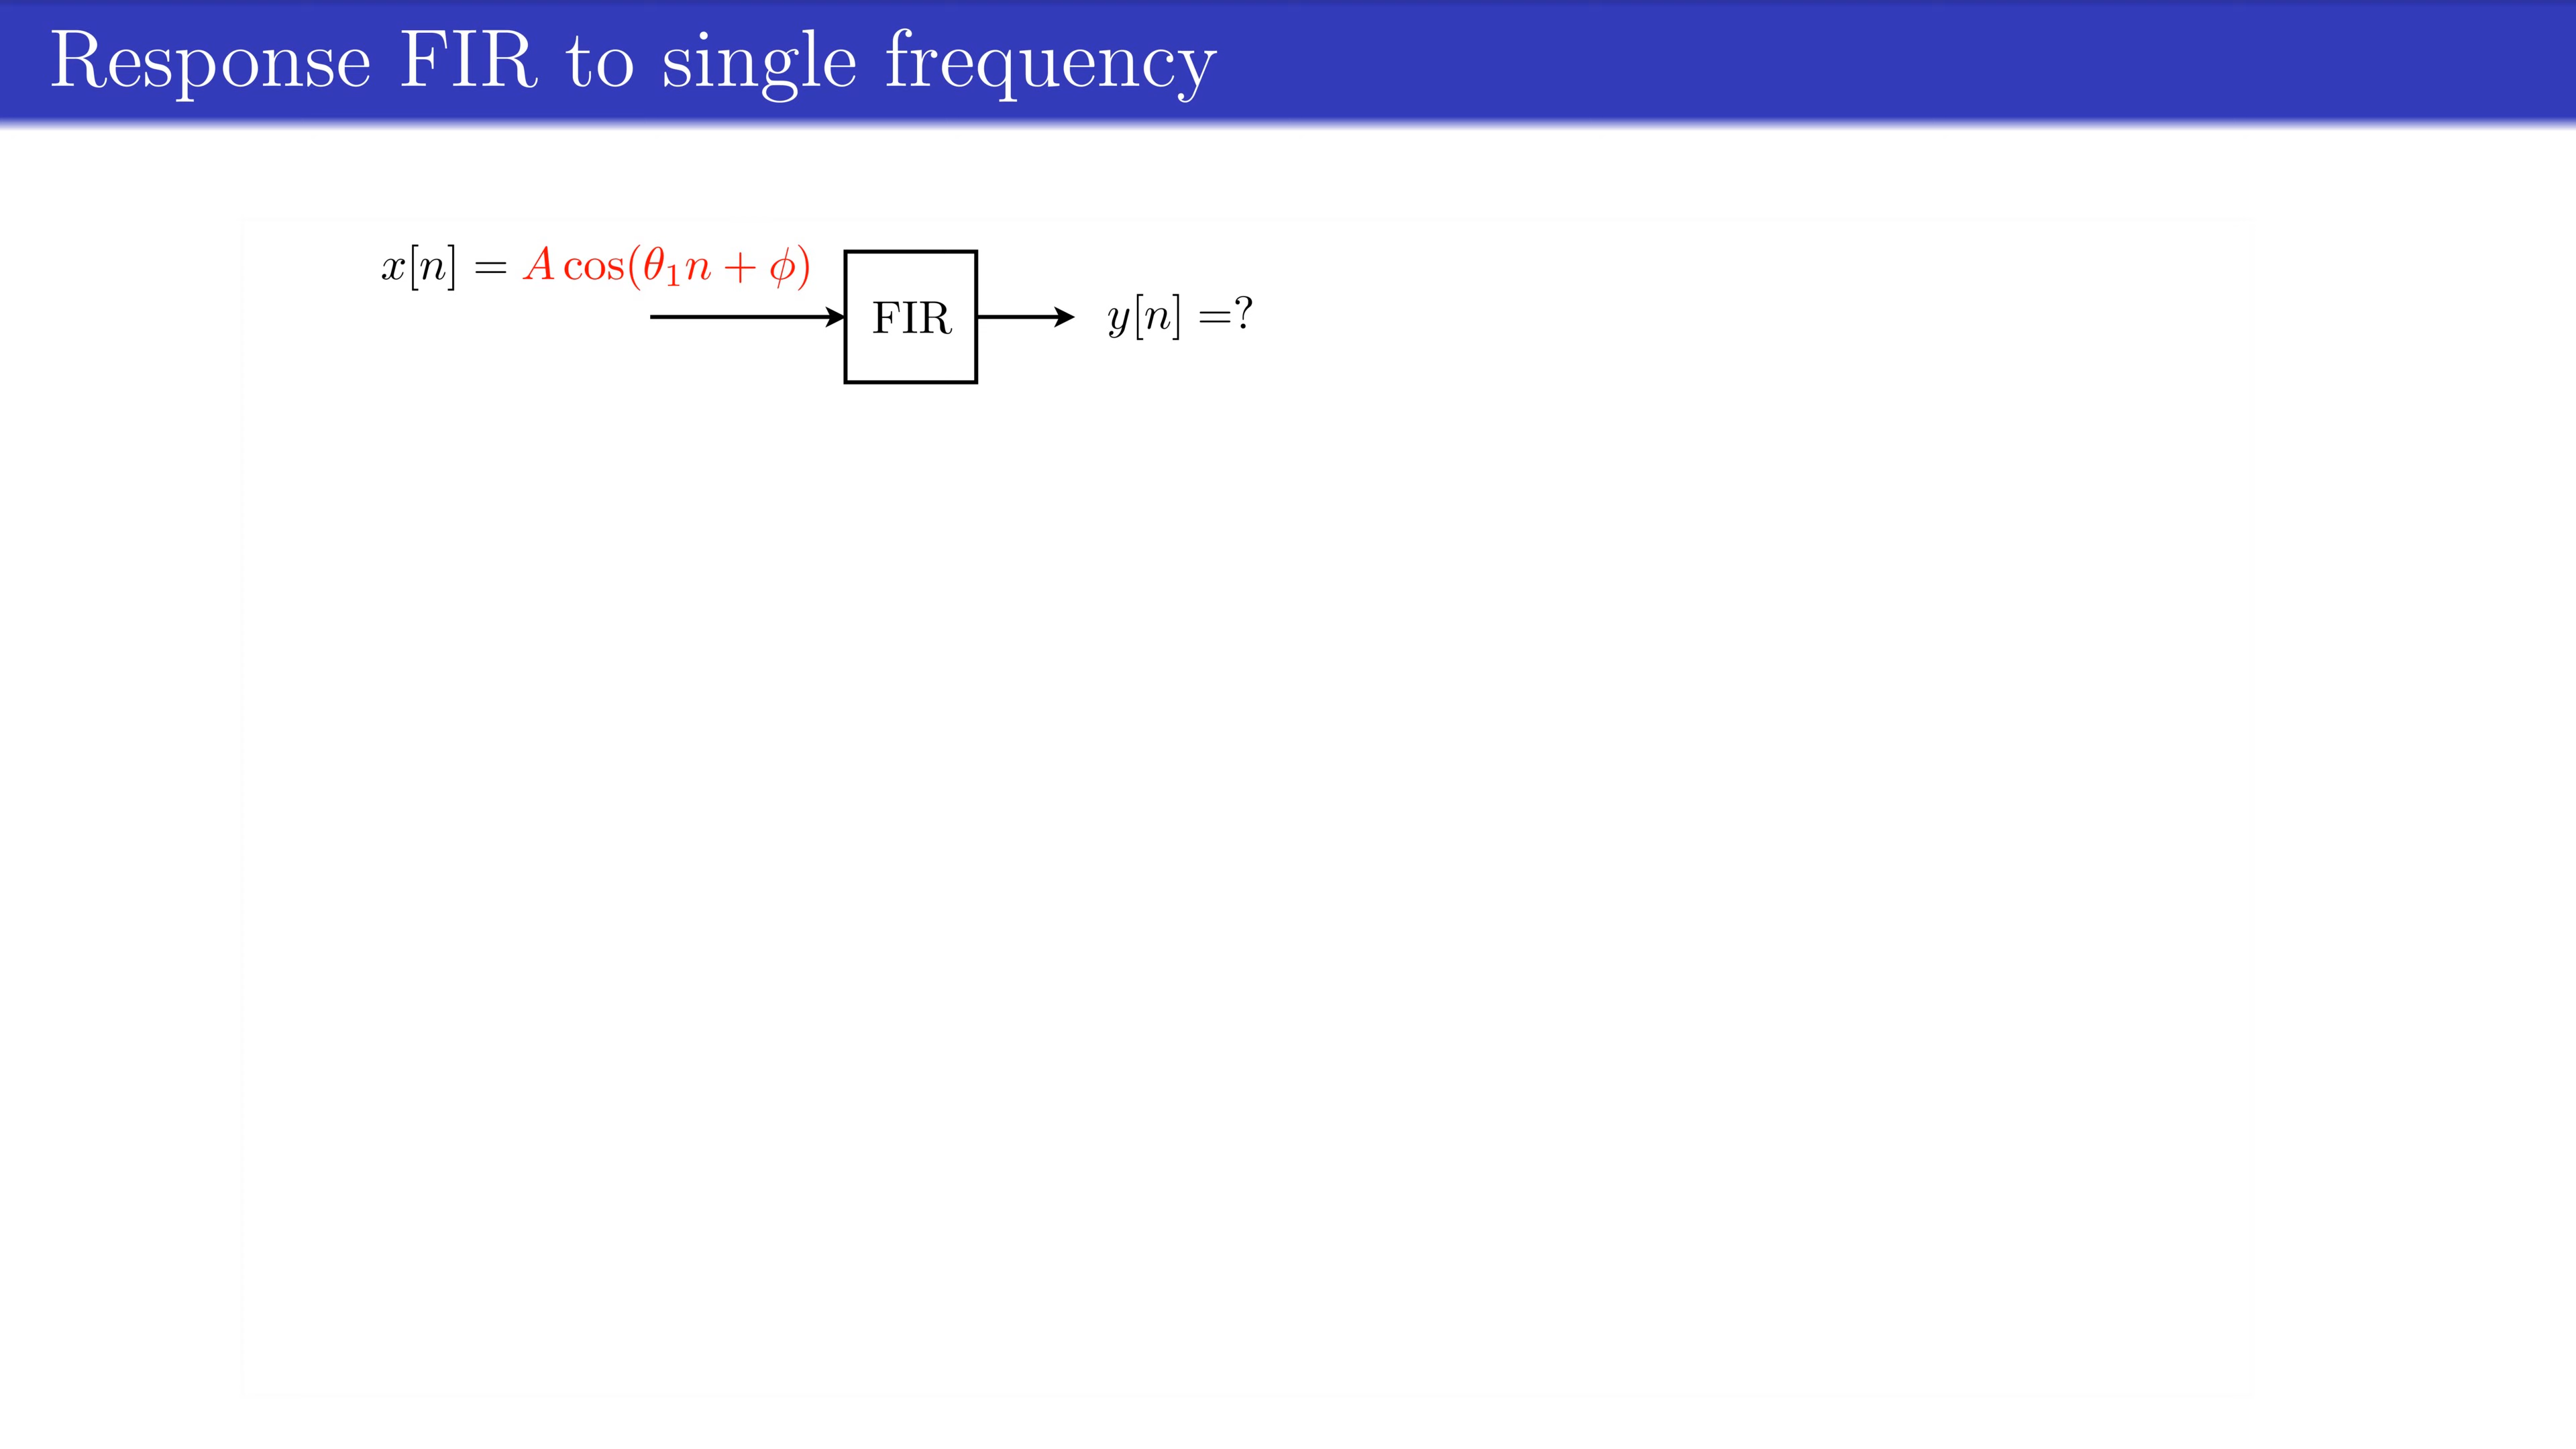 Response FIR to single frequency
x[n] = A cos(θ₁n + ϕ)
FIR
y[n] =?